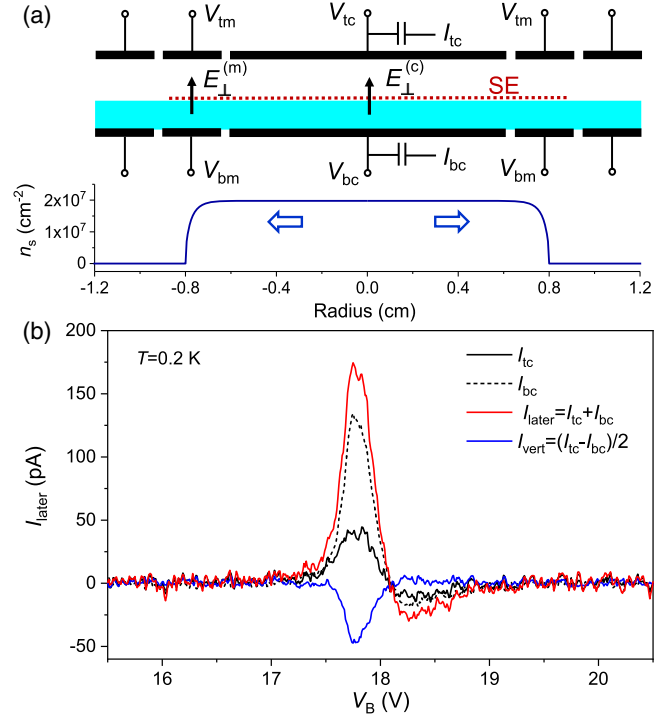 (a)
V_tm V_tc I_tc V_tm
E_⊥^(m) E_⊥^(c) SE
V_bm V_bc I_bc V_bm
n_s (cm^-2)
2x10^7
1x10^7
0
-1.2 -0.8 -0.4 0.0 0.4 0.8 1.2
Radius (cm)
(b)
T=0.2 K
I_tc
I_bc
I_later=I_tc+I_bc
I_vert=(I_tc-I_bc)/2
I_later (pA)
200
150
100
50
0
-50
16 17 18 19 20
V_B (V)